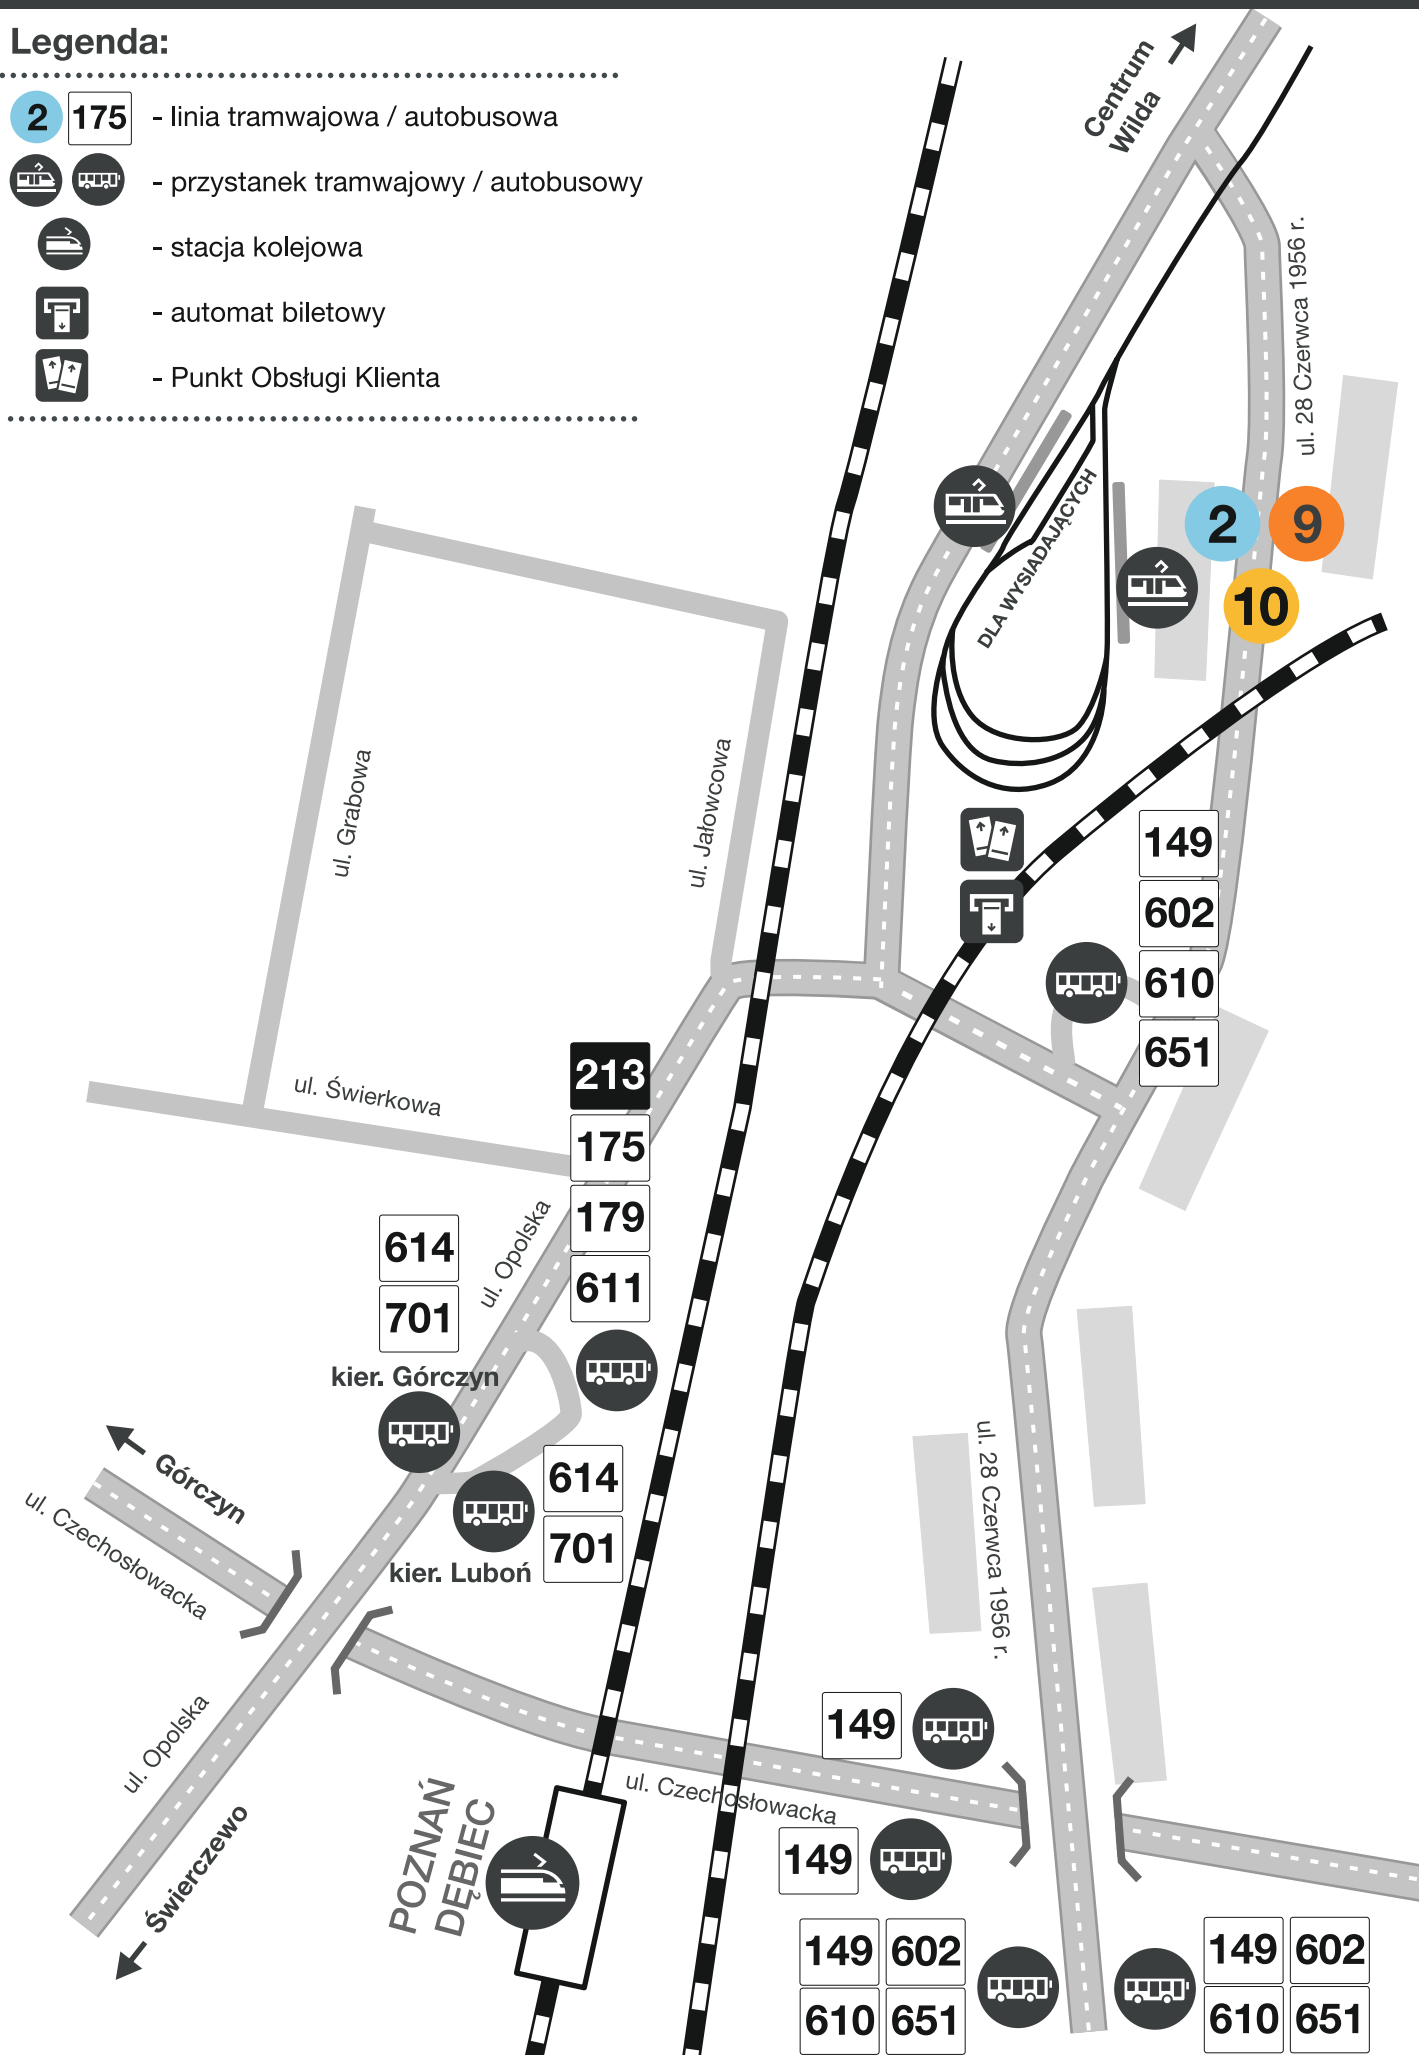 Legenda:
2 175 - linia tramwajowa / autobusowa
- przystanek tramwajowy / autobusowy
- stacja kolejowa
- automat biletowy
- Punkt Obsługi Klienta
Centrum
Wilda
ul. 28 Czerwca 1956 r.
DLA WYSIADAJĄCYCH
2 9
10
ul. Grabowa
ul. Jałowcowa
149
602
610
651
ul. Świerkowa
213
175
179
611
ul. Opolska
614
701
kier. Górczyn
Górczyn
ul. Czechosłowacka
614
701
kier. Luboń
ul. 28 Czerwca 1956 r.
ul. Opolska
Świerczewo
149
ul. Czechosłowacka
149
POZNAŃ
DĘBIEC
149 602
610 651
149 602
610 651